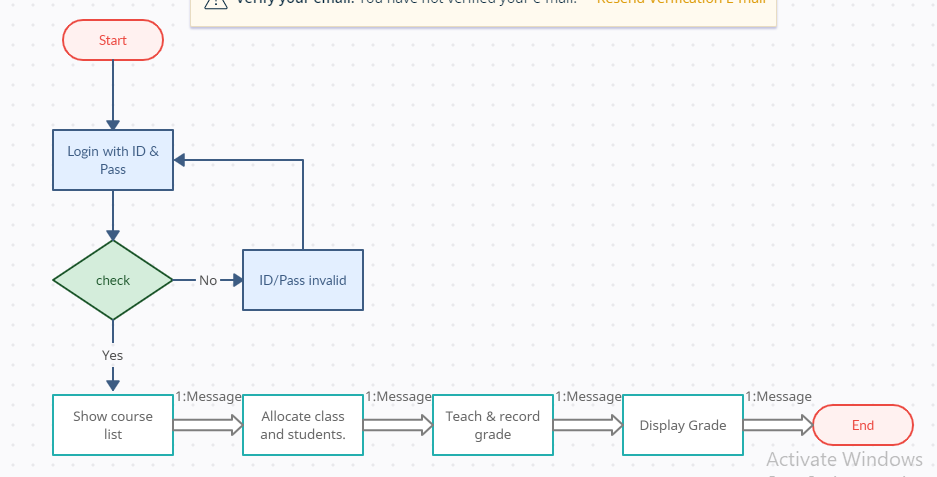 Verify your email. You have not verified your e-mail. Resend Verification E-mail
Start
Login with ID &
Pass
check
No
ID/Pass invalid
Yes
1:Message
1:Message
1:Message
1:Message
Show course
list
Allocate class
and students.
Teach & record
grade
Display Grade
End
Activate Windows